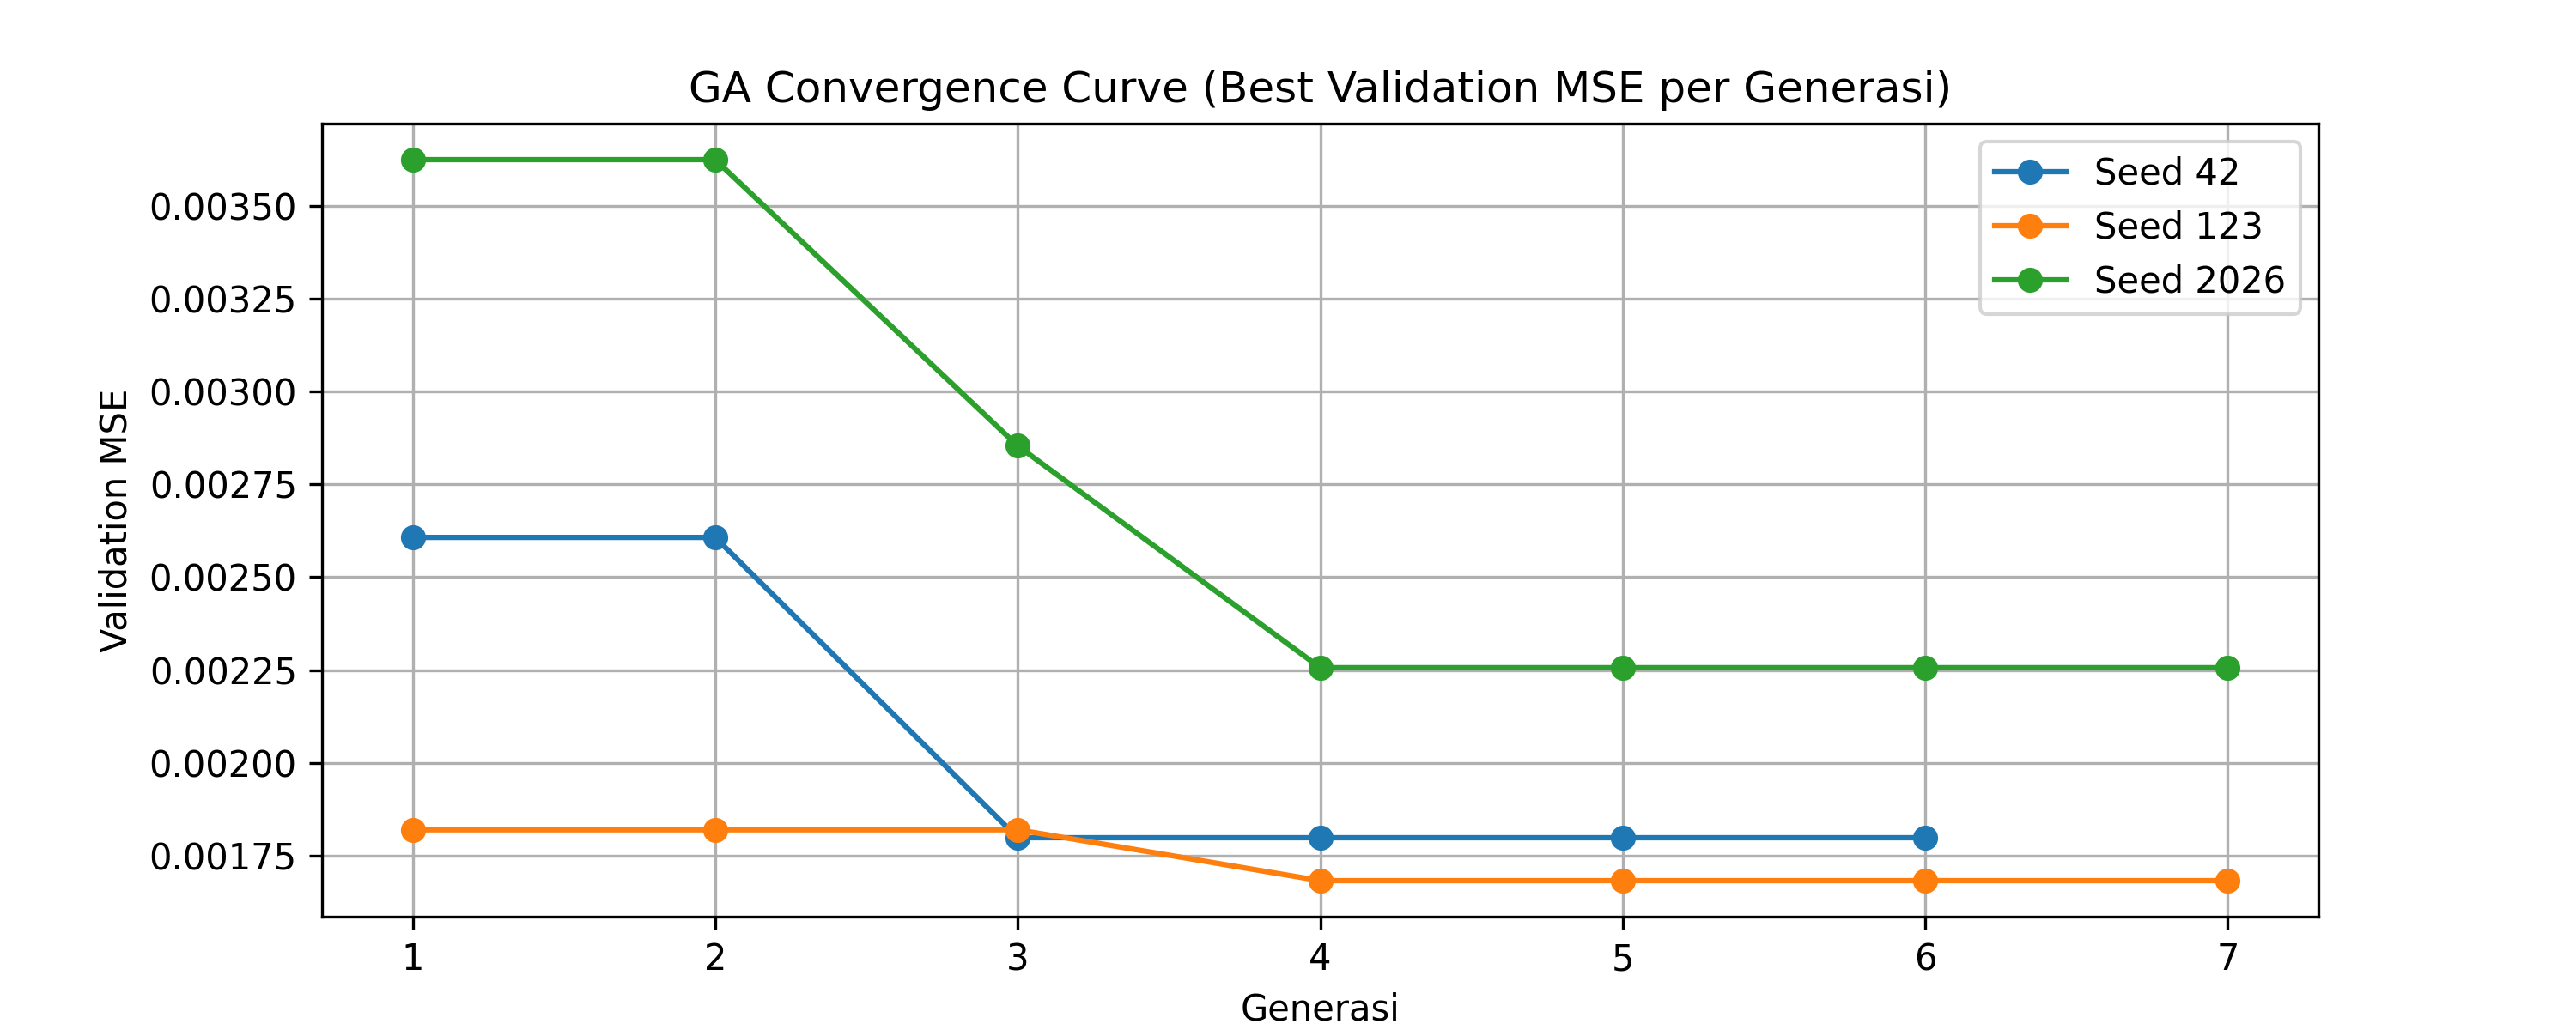 GA Convergence Curve (Best Validation MSE per Generasi)
Seed 42
Seed 123
Seed 2026
Validation MSE
0.00350
0.00325
0.00300
0.00275
0.00250
0.00225
0.00200
0.00175
1 2 3 4 5 6 7
Generasi